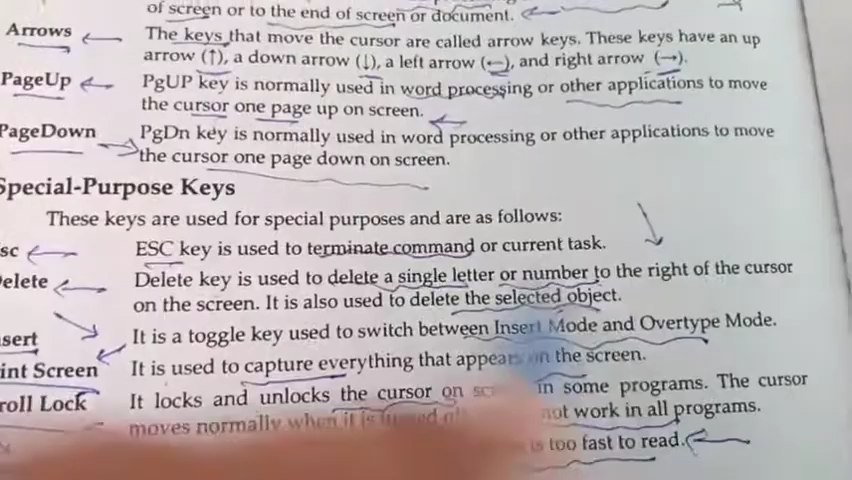 of screen or to the end of screen or document.
Arrows The keys that move the cursor are called arrow keys. These keys have an up
arrow (↑), a down arrow (↓), a left arrow (←), and right arrow (→).
PageUp PgUP key is normally used in word processing or other applications to move
the cursor one page up on screen.
PageDown PgDn key is normally used in word processing or other applications to move
the cursor one page down on screen.
Special-Purpose Keys
These keys are used for special purposes and are as follows:
sc ESC key is used to terminate command or current task.
elete Delete key is used to delete a single letter or number to the right of the cursor
on the screen. It is also used to delete the selected object.
sert It is a toggle key used to switch between Insert Mode and Overtype Mode.
int Screen It is used to capture everything that appears on the screen.
roll Lock It locks and unlocks the cursor on in some programs. The cursor
moves normally when it is turned not work in all programs.
is too fast to read.